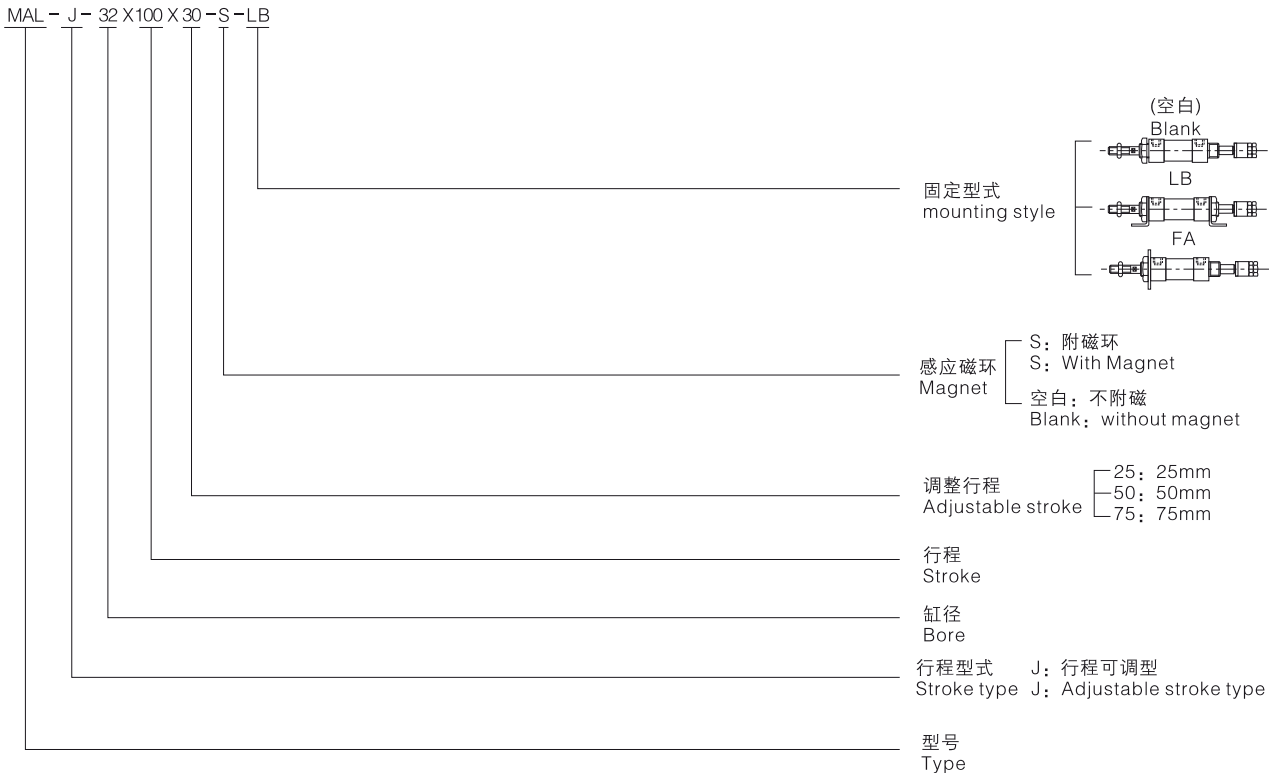 MAL - J - 32 X 100 X 30 - S - LB
(空白)
Blank
LB
FA
固定型式
mounting style
感应磁环
Magnet
S：附磁环
S：With Magnet
空白：不附磁
Blank：without magnet
调整行程
Adjustable stroke
25：25mm
50：50mm
75：75mm
行程
Stroke
缸径
Bore
行程型式 J：行程可调型
Stroke type J：Adjustable stroke type
型号
Type